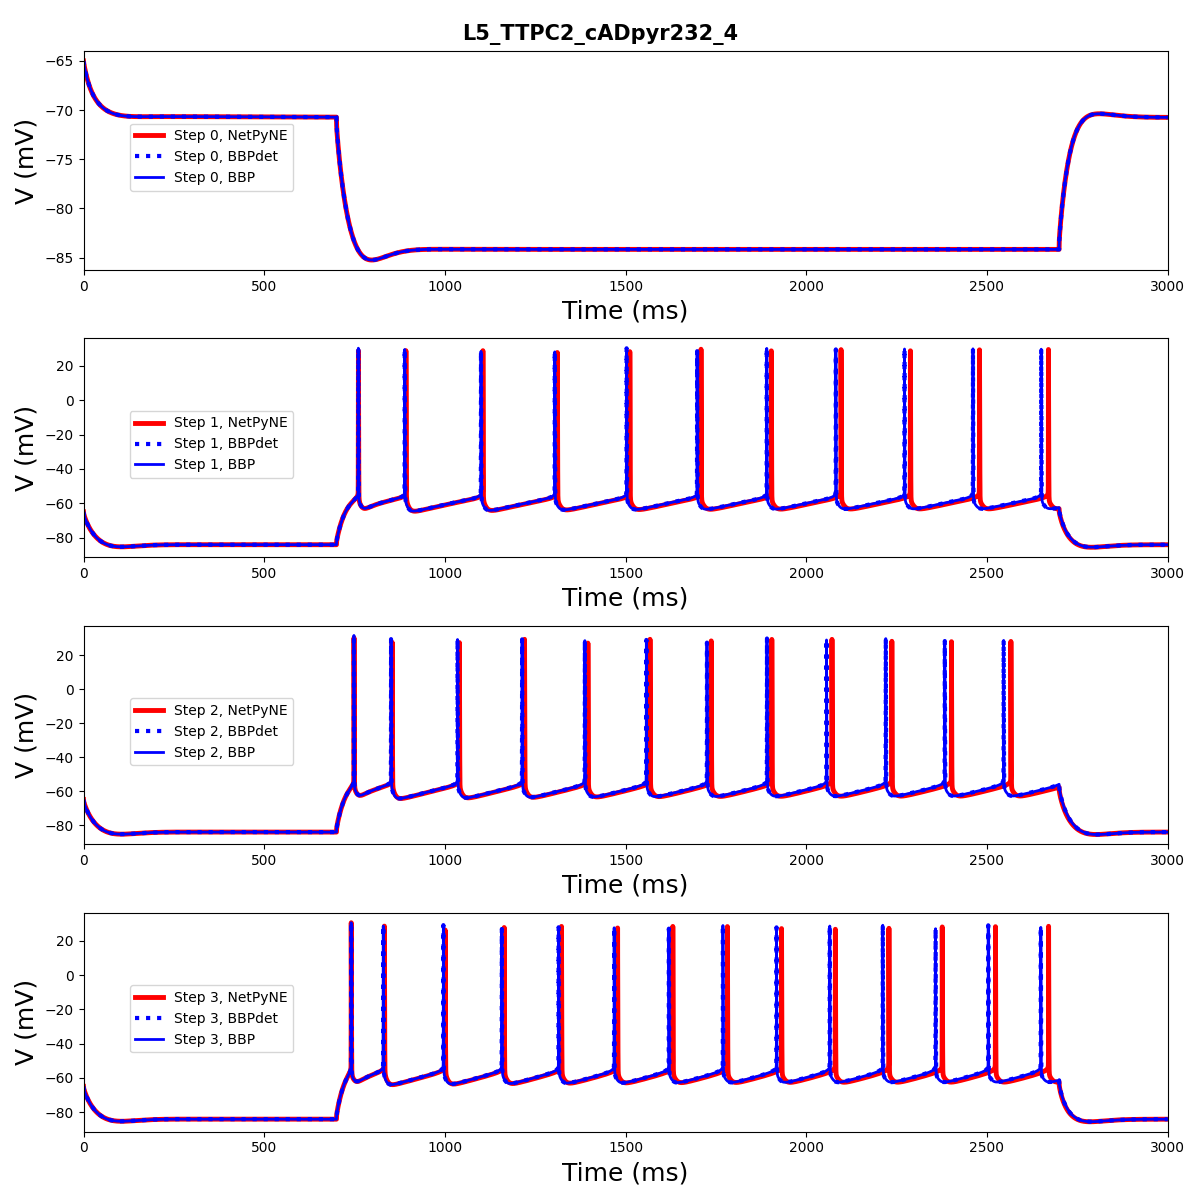 L5_TTPC2_cADpyr232_4
V (mV)
−65
−70
−75
−80
−85
Step 0, NetPyNE
Step 0, BBPdet
Step 0, BBP
0 500 1000 1500 2000 2500 3000
Time (ms)
V (mV)
20
0
−20
−40
−60
−80
Step 1, NetPyNE
Step 1, BBPdet
Step 1, BBP
0 500 1000 1500 2000 2500 3000
Time (ms)
V (mV)
20
0
−20
−40
−60
−80
Step 2, NetPyNE
Step 2, BBPdet
Step 2, BBP
0 500 1000 1500 2000 2500 3000
Time (ms)
V (mV)
20
0
−20
−40
−60
−80
Step 3, NetPyNE
Step 3, BBPdet
Step 3, BBP
0 500 1000 1500 2000 2500 3000
Time (ms)